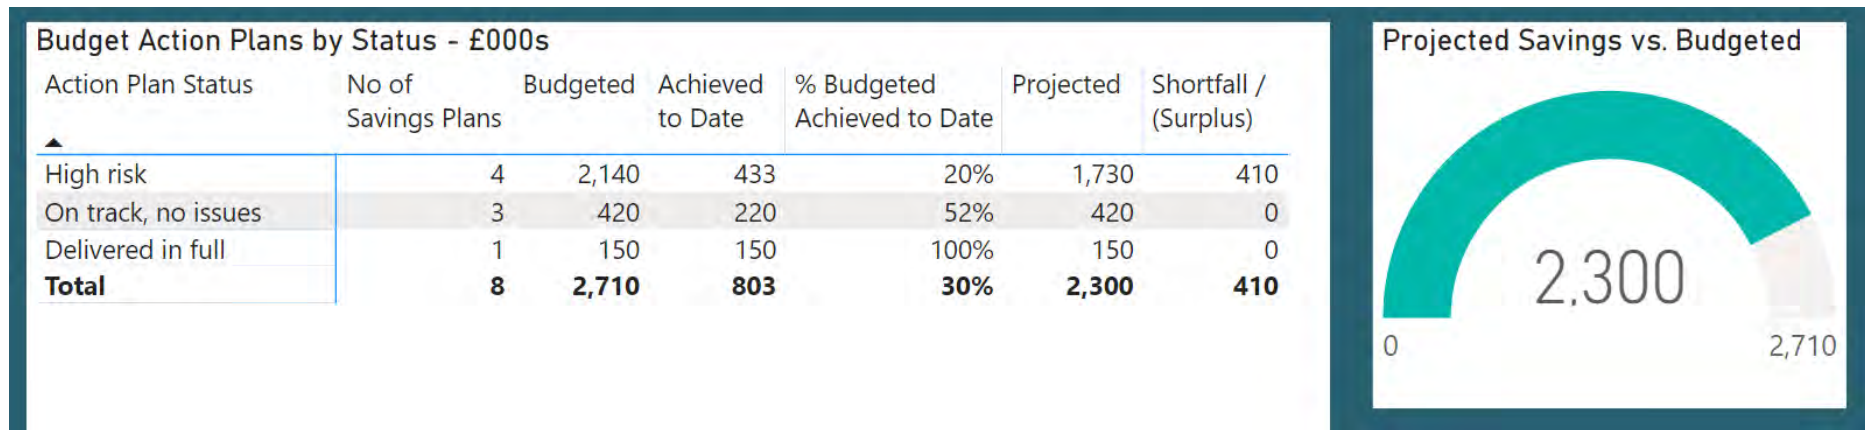 Budget Action Plans by Status - £000s
Action Plan Status No of Savings Plans Budgeted Achieved to Date % Budgeted Achieved to Date Projected Shortfall / (Surplus)
High risk 4 2,140 433 20% 1,730 410
On track, no issues 3 420 220 52% 420 0
Delivered in full 1 150 150 100% 150 0
Total 8 2,710 803 30% 2,300 410
Projected Savings vs. Budgeted
2,300
0 2,710